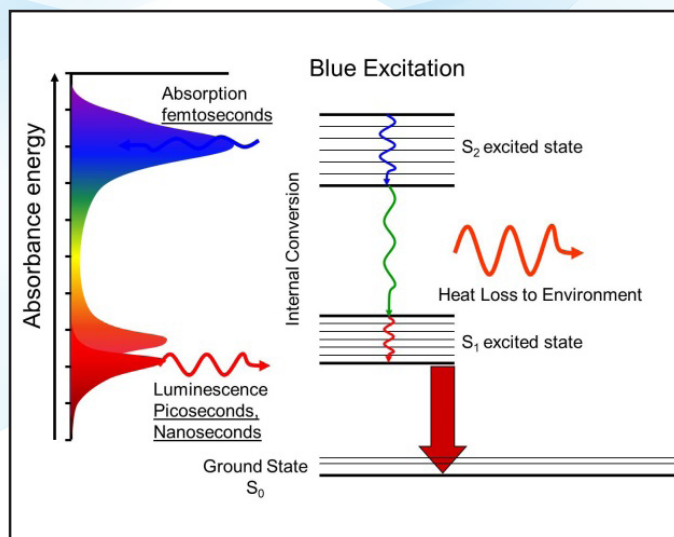 Blue Excitation
Absorbance energy
Absorption
femtoseconds
Luminescence
Picoseconds,
Nanoseconds
Internal Conversion
S₂ excited state
Heat Loss to Environment
S₁ excited state
Ground State
S₀